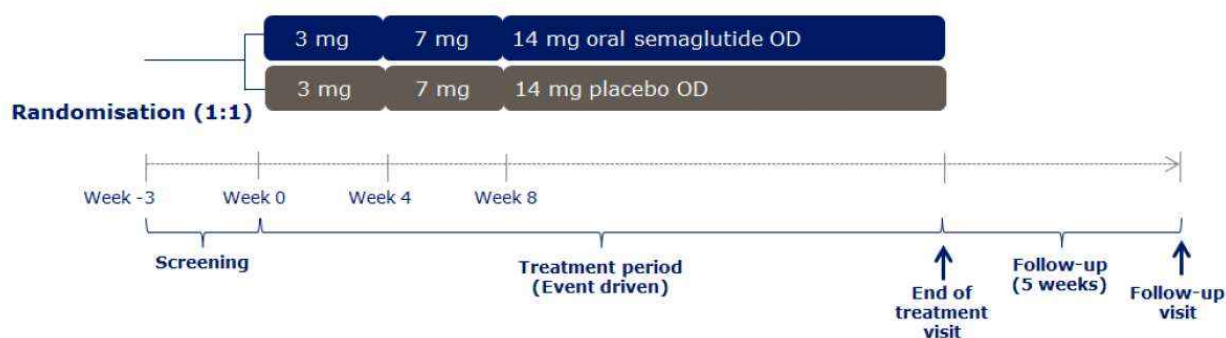 3 mg 7 mg 14 mg oral semaglutide OD
3 mg 7 mg 14 mg placebo OD
Randomisation (1:1)
Week -3 Week 0 Week 4 Week 8
Screening
Treatment period
(Event driven)
End of
treatment
visit
Follow-up
(5 weeks)
Follow-up
visit